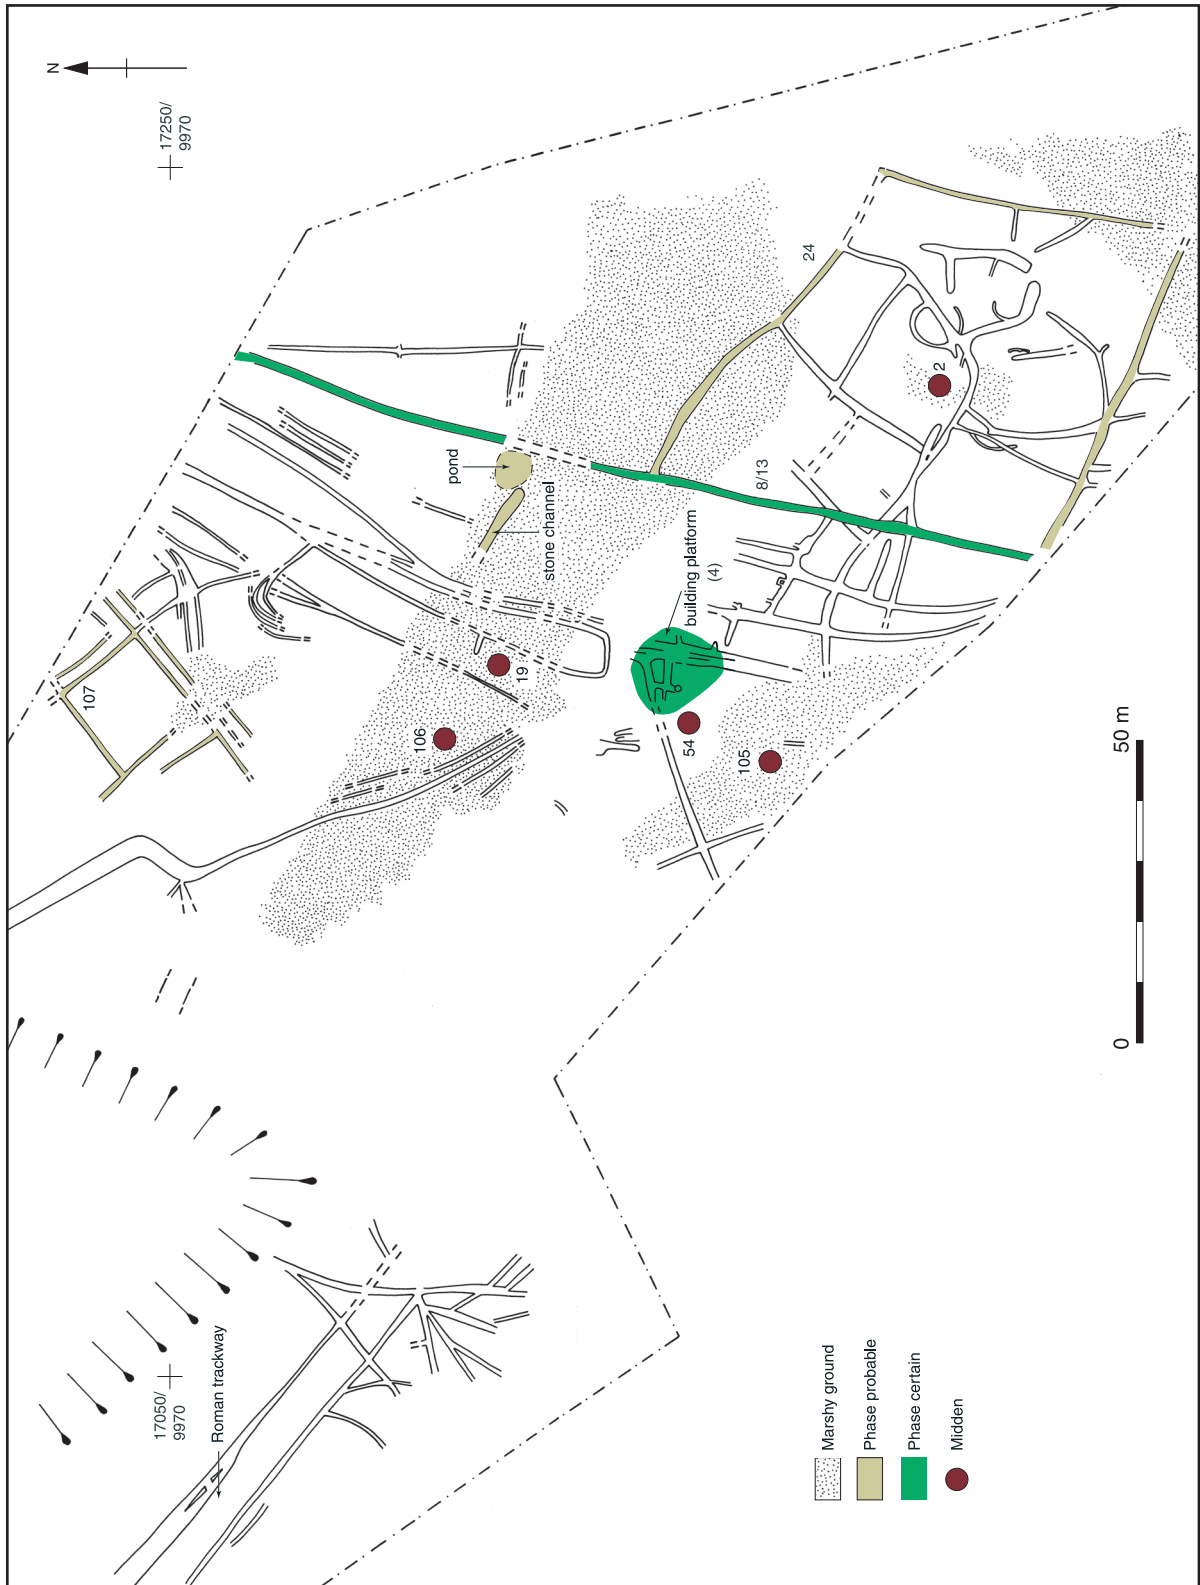 N
17250/
9970
24
2
pond
stone channel
8/13
building platform
(4)
107
19
106
54
105
50 m
0
17050/
9970
Roman trackway
Marshy ground
Phase probable
Phase certain
Midden